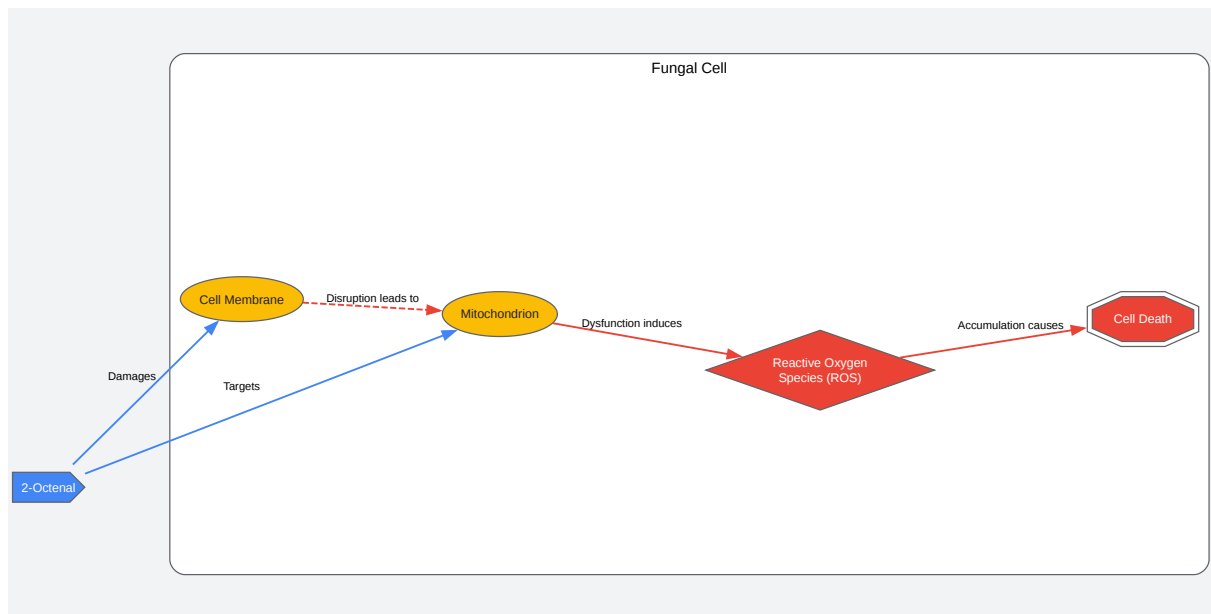 Fungal Cell
Cell Membrane
Disruption leads to
Mitochondrion
Dysfunction induces
Reactive Oxygen
Species (ROS)
Accumulation causes
Cell Death
Damages
Targets
2-Octenal